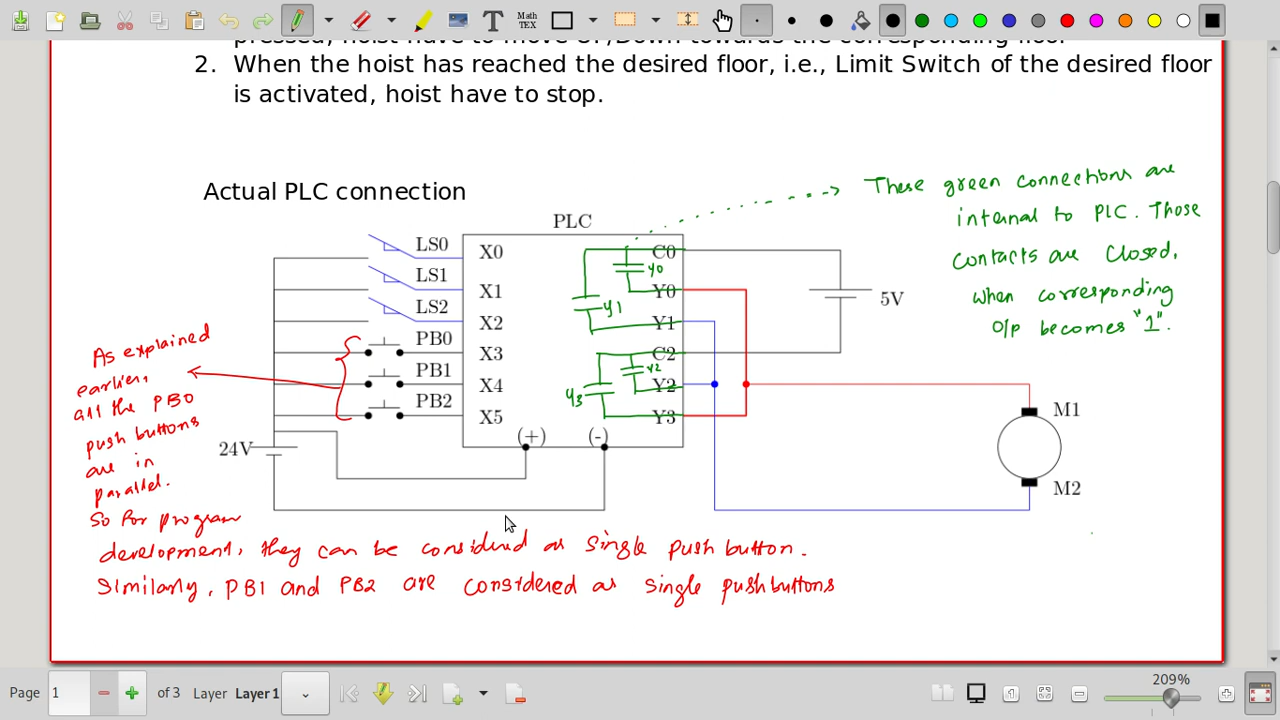 Math
TEX
2. When the hoist has reached the desired floor, i.e., Limit Switch of the desired floor
is activated, hoist have to stop.
Actual PLC connection
These green connections are
internal to PLC. Those
contacts are closed,
when corresponding
O/p becomes "1".
PLC
LS0
LS1
LS2
PB0
PB1
PB2
X0
X1
X2
X3
X4
X5
C0
Y0
Y1
C2
Y2
Y3
Y0
Y1
Y2
Y3
(+) (-)
24V
5V
M1
M2
As explained
earlier,
all the PB0
push buttons
are in
parallel.
So for program
development, they can be considered as single push button.
Similarly, PB1 and PB2 are considered as single pushbuttons
Page 1 of 3 Layer Layer 1
209%